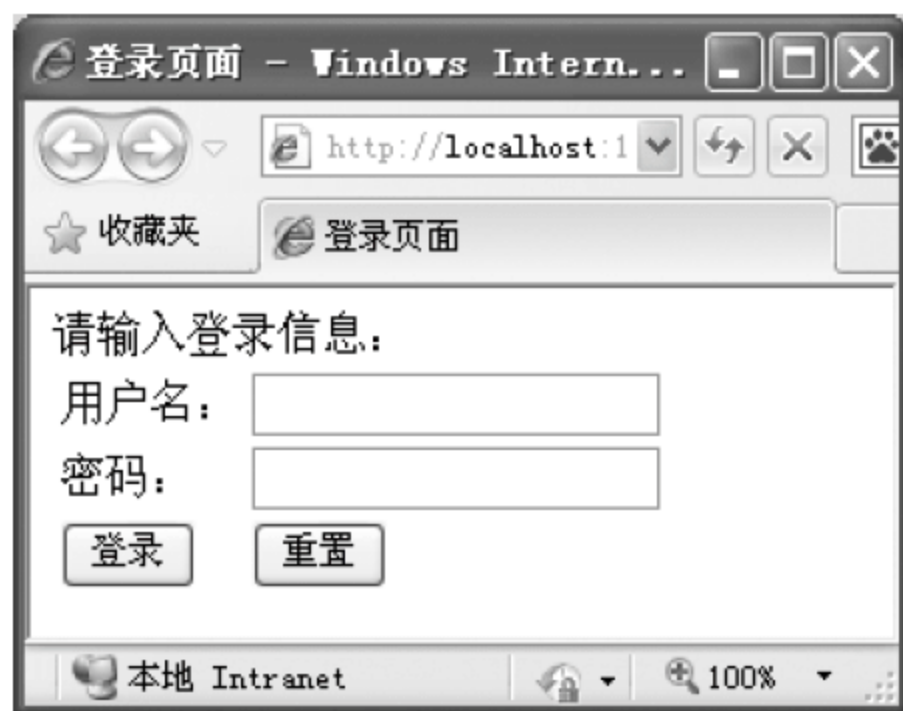 登录页面 - Windows Intern...
http://localhost:1
收藏夹
登录页面
请输入登录信息：
用户名：
密码：
登录 重置
本地 Intranet 100%